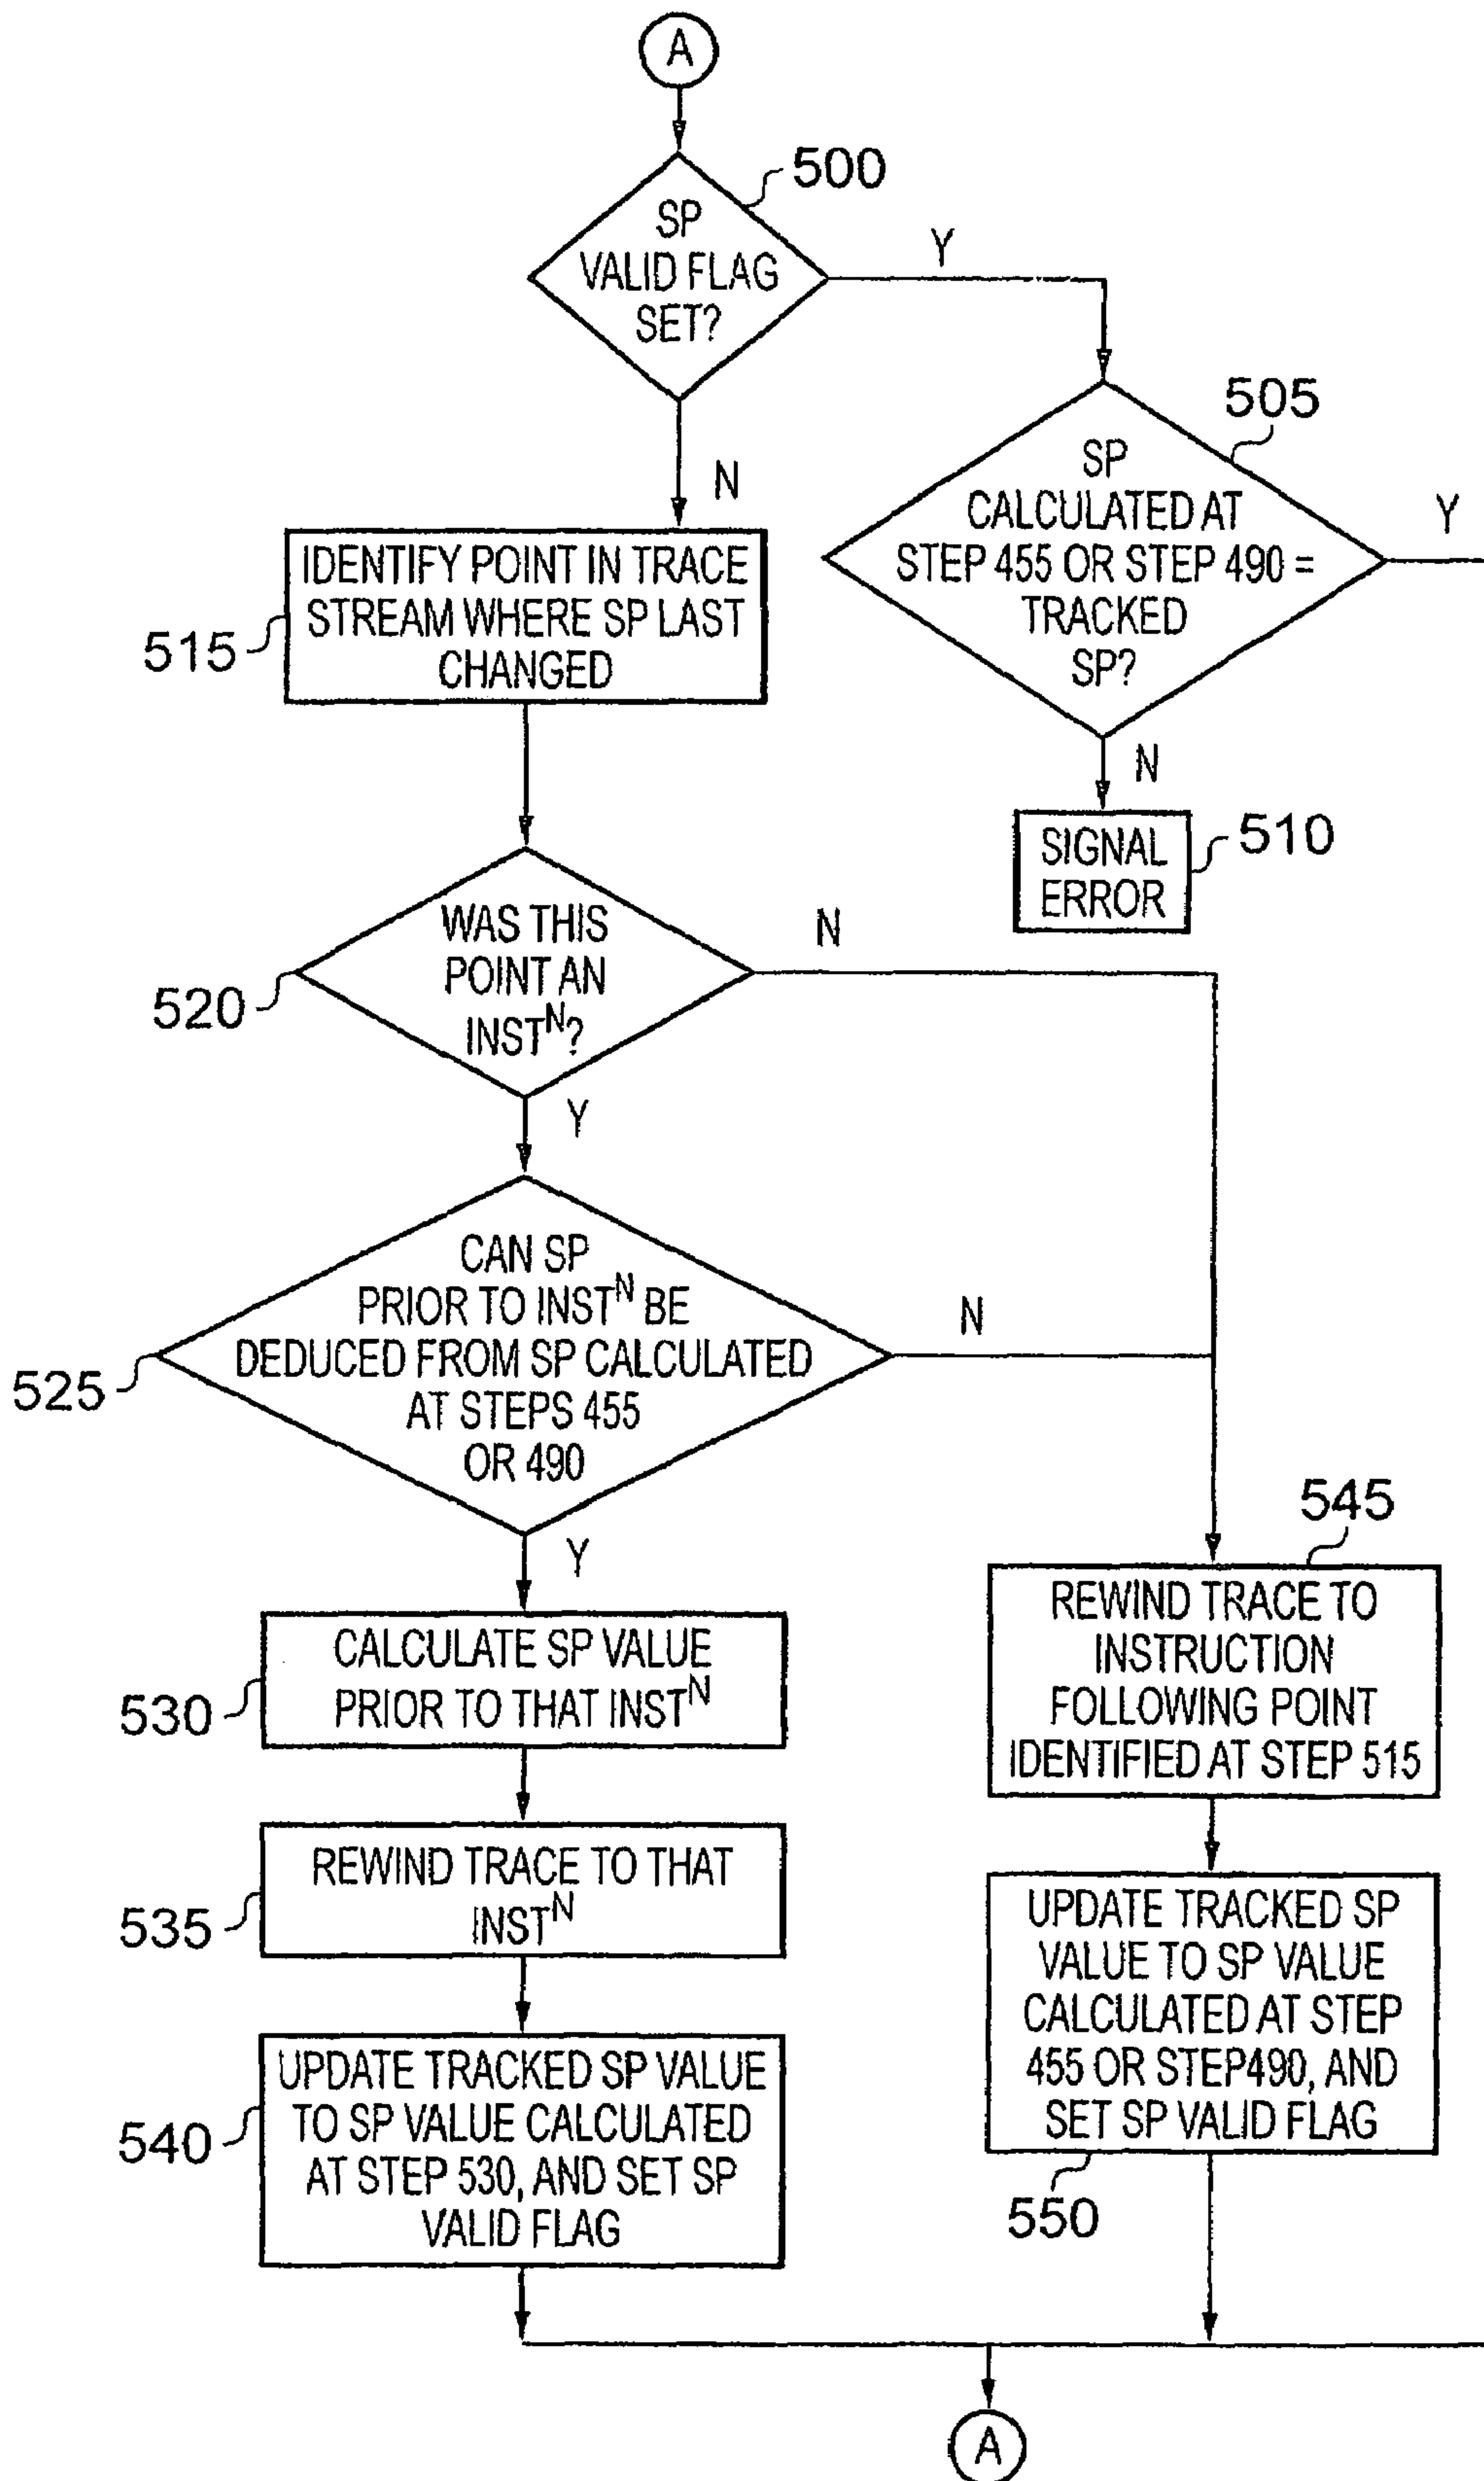 A
500
SP
VALID FLAG
SET?
Y
N
505
SP
CALCULATED AT
STEP 455 OR STEP 490 =
TRACKED
SP?
Y
N
510
SIGNAL
ERROR
515
IDENTIFY POINT IN TRACE
STREAM WHERE SP LAST
CHANGED
520
WAS THIS
POINT AN
INSTᴺ?
N
Y
525
CAN SP
PRIOR TO INSTᴺ BE
DEDUCED FROM SP CALCULATED
AT STEPS 455
OR 490
N
Y
530
CALCULATE SP VALUE
PRIOR TO THAT INSTᴺ
535
REWIND TRACE TO THAT
INSTᴺ
540
UPDATE TRACKED SP VALUE
TO SP VALUE CALCULATED
AT STEP 530, AND SET SP
VALID FLAG
545
REWIND TRACE TO
INSTRUCTION
FOLLOWING POINT
IDENTIFIED AT STEP 515
UPDATE TRACKED SP
VALUE TO SP VALUE
CALCULATED AT STEP
455 OR STEP490, AND
SET SP VALID FLAG
550
A